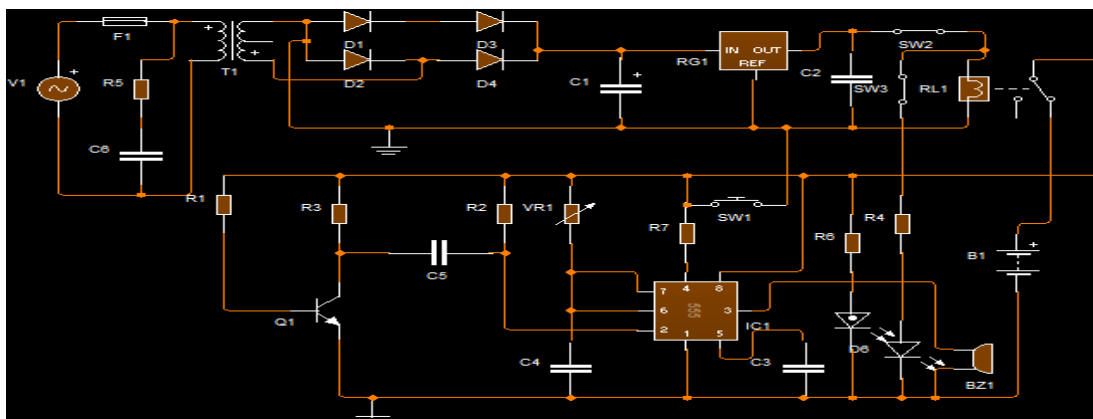 F1
V1
R5
C6
T1
D1
D3
D2
D4
C1
RG1
IN OUT
REF
C2
SW2
SW3
RL1
R1
R3
R2
VR1
R7
SW1
R6
R4
B1
C5
Q1
C4
4
8
7
6
555
3
2
1
5
IC1
C3
D6
BZ1